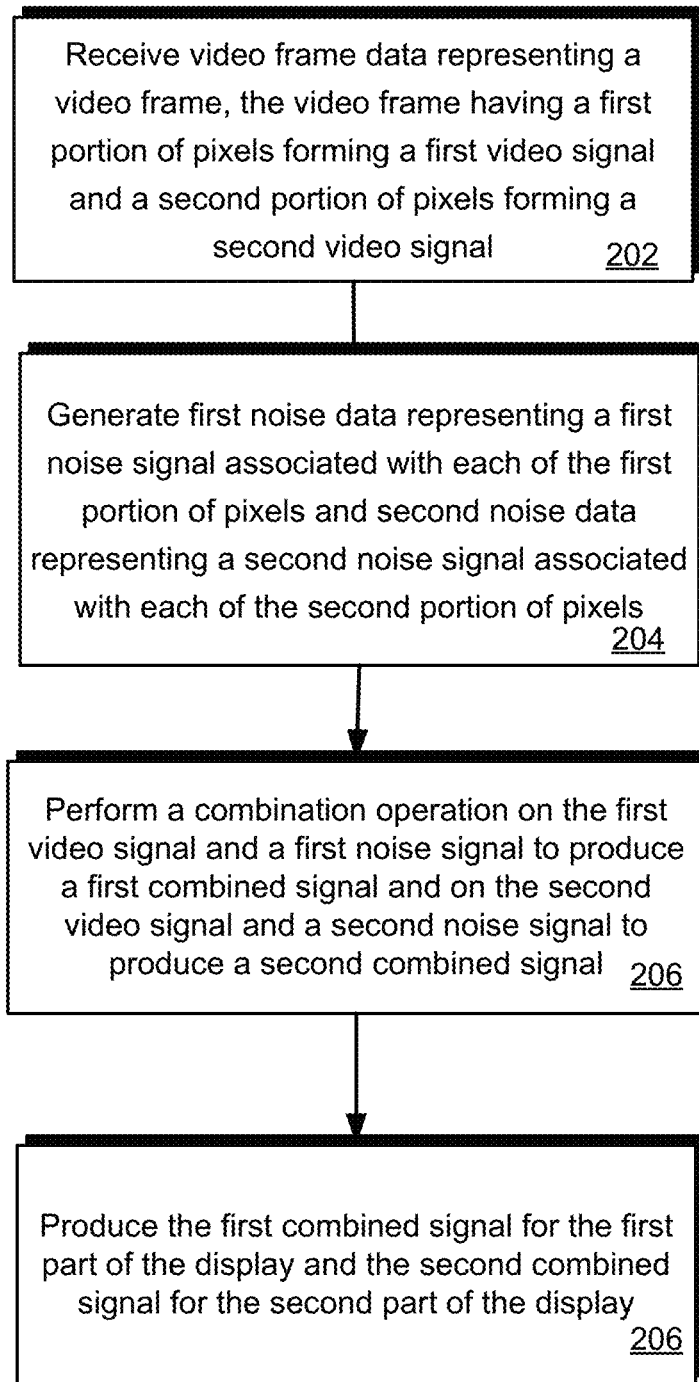 Receive video frame data representing a
video frame, the video frame having a first
portion of pixels forming a first video signal
and a second portion of pixels forming a
second video signal
202
Generate first noise data representing a first
noise signal associated with each of the first
portion of pixels and second noise data
representing a second noise signal associated
with each of the second portion of pixels
204
Perform a combination operation on the first
video signal and a first noise signal to produce
a first combined signal and on the second
video signal and a second noise signal to
produce a second combined signal
206
Produce the first combined signal for the first
part of the display and the second combined
signal for the second part of the display
206